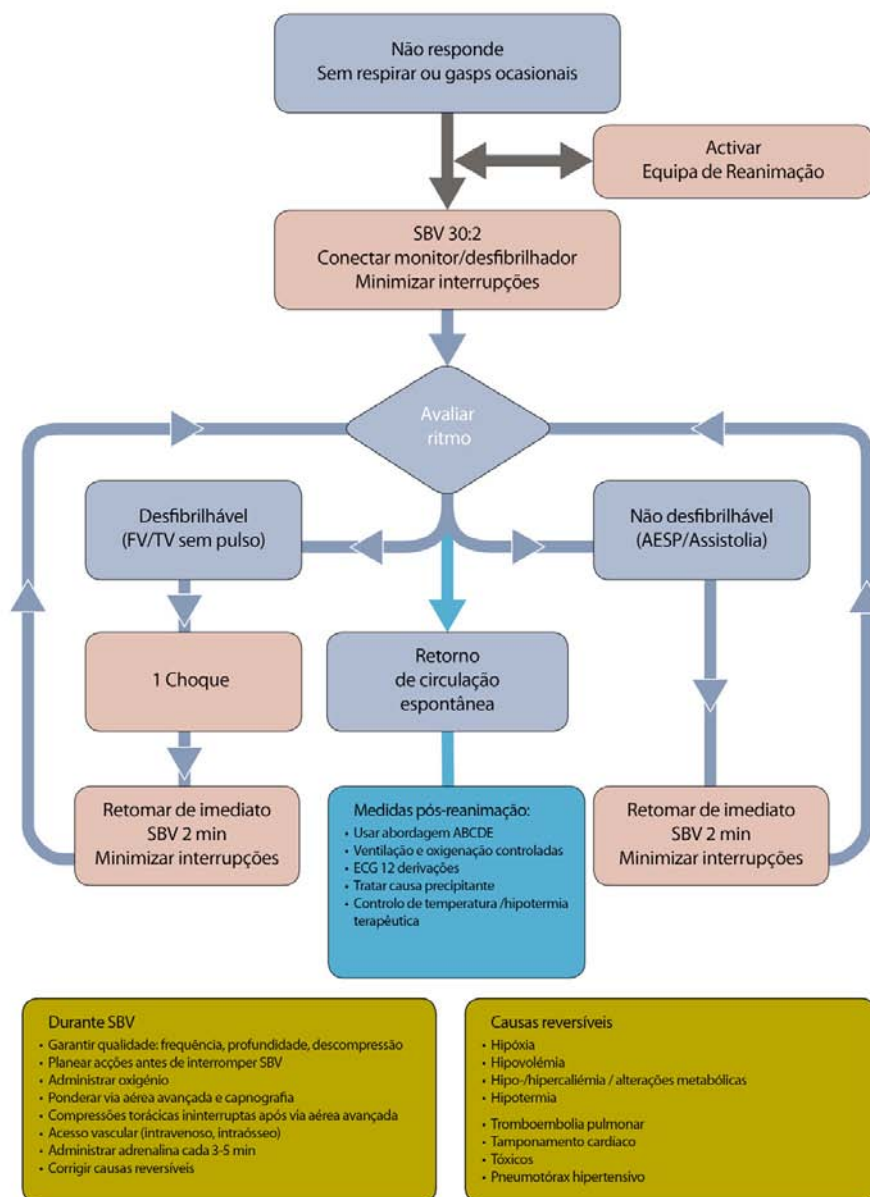 Não responde
Sem respirar ou gasps ocasionais
Activar
Equipa de Reanimação
SBV 30:2
Conectar monitor/desfibrilhador
Minimizar interrupções
Avaliar
ritmo
Desfibrilhável
(FV/TV sem pulso)
Não desfibrilhável
(AESP/Assistolia)
1 Choque
Retorno
de circulação
espontânea
Retomar de imediato
SBV 2 min
Minimizar interrupções
Medidas pós-reanimação:
• Usar abordagem ABCDE
• Ventilação e oxigenação controladas
• ECG 12 derivações
• Tratar causa precipitante
• Controlo de temperatura /hipotermia
terapêutica
Retomar de imediato
SBV 2 min
Minimizar interrupções
Durante SBV
• Garantir qualidade: frequência, profundidade, descompressão
• Planear acções antes de interromper SBV
• Administrar oxigénio
• Ponderar via aérea avançada e capnografia
• Compressões torácicas ininterruptas após via aérea avançada
• Acesso vascular (intravenoso, intraósseo)
• Administrar adrenalina cada 3-5 min
• Corrigir causas reversíveis
Causas reversíveis
• Hipóxia
• Hipovolémia
• Hipo-/hipercaliémia / alterações metabólicas
• Hipotermia
• Tromboembolia pulmonar
• Tamponamento cardíaco
• Tóxicos
• Pneumotórax hipertensivo